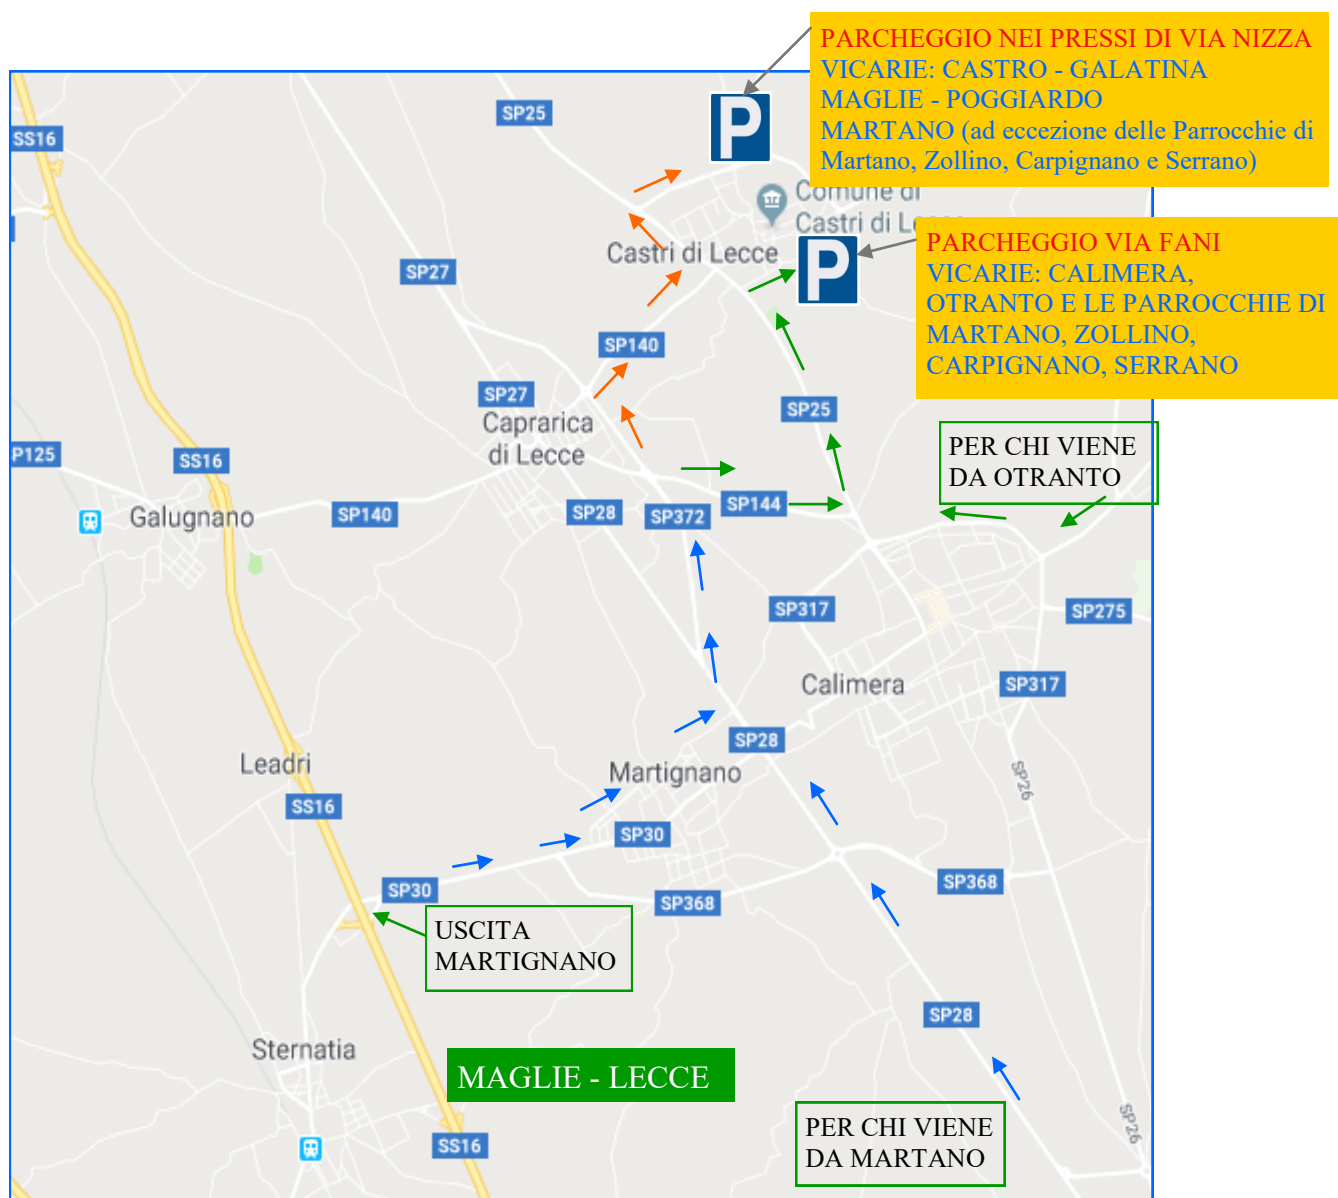 PARCHEGGIO NEI PRESSI DI VIA NIZZA
VICARIE: CASTRO - GALATINA
MAGLIE - POGGIARDO
MARTANO (ad eccezione delle Parrocchie di
Martano, Zollino, Carpignano e Serrano)
SP25
P
SS16
Comune di
Castri di Le
PARCHEGGIO VIA FANI
VICARIE: CALIMERA,
OTRANTO E LE PARROCCHIE DI
MARTANO, ZOLLINO,
CARPIGNANO, SERRANO
Castri di Lecce
P
SP27
SP140
SP27
SP25
Caprarica
di Lecce
PER CHI VIENE
DA OTRANTO
P125
SS16
Galugnano
SP140
SP28
SP372
SP144
SP317
SP275
Calimera
SP317
SP28
Leadri
Martignano
SP26
SS16
SP30
SP30
SP368
SP368
USCITA
MARTIGNANO
SP28
Sternatia
MAGLIE - LECCE
PER CHI VIENE
DA MARTANO
SP26
SS16